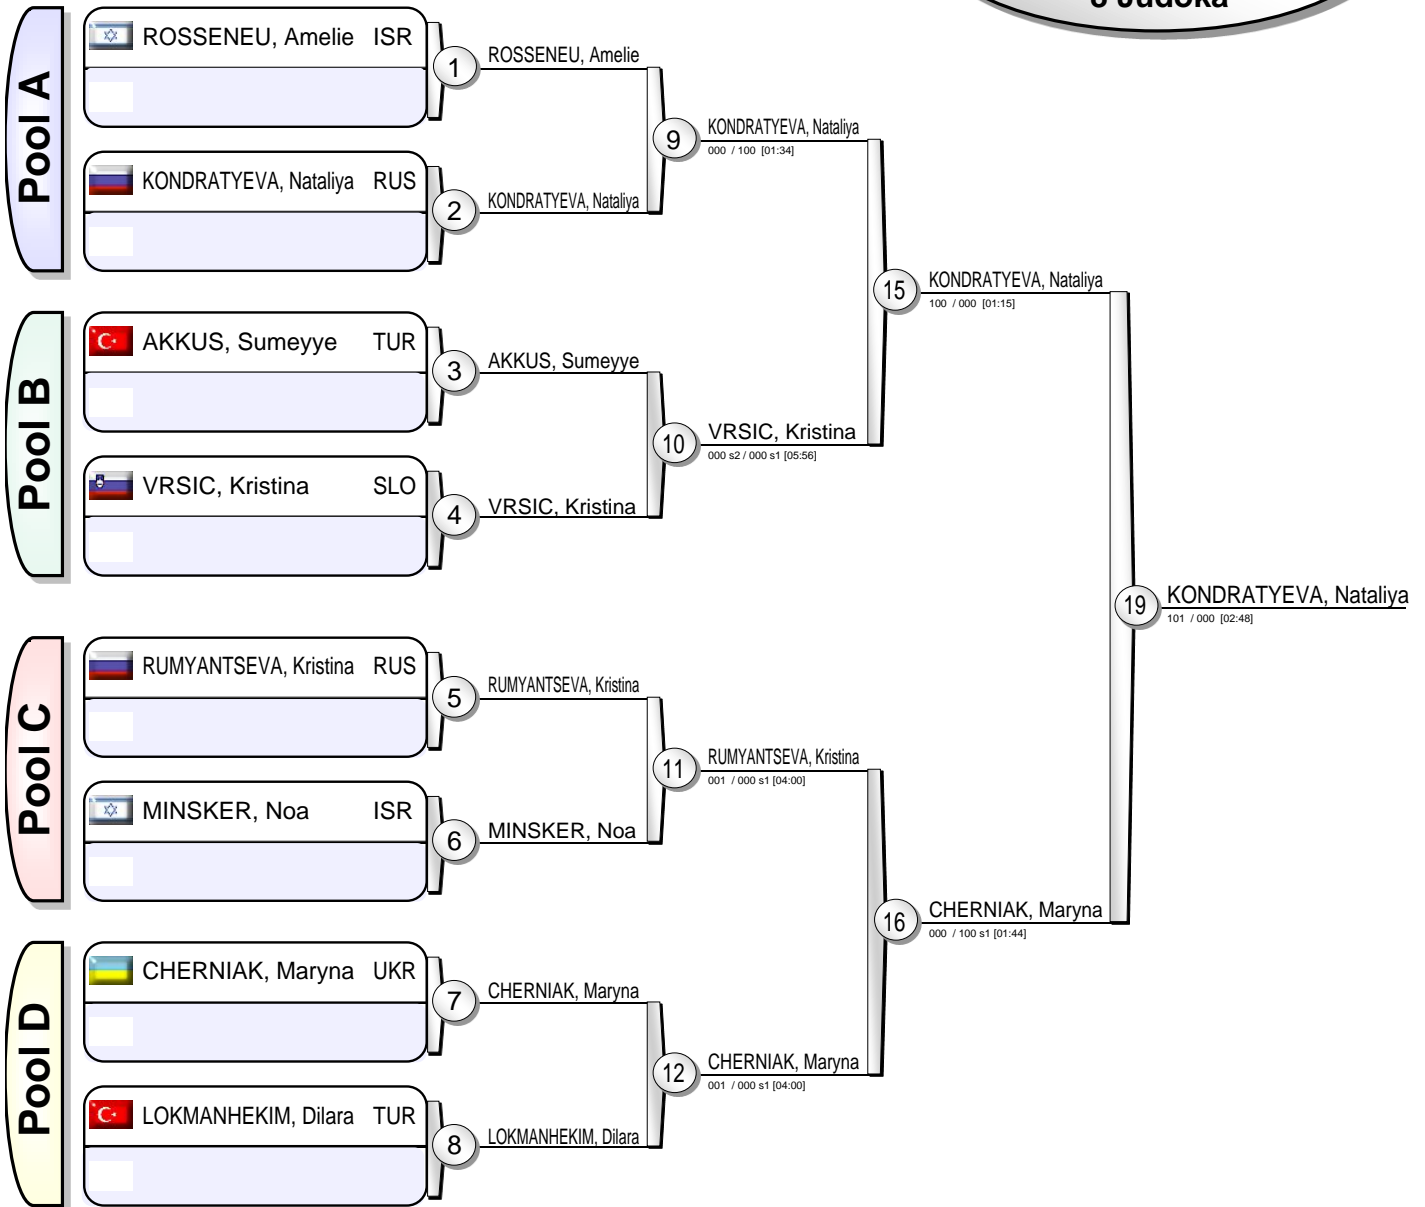 8 Judoka
Pool A
ROSSENEU, Amelie ISR
1
ROSSENEU, Amelie
KONDRATYEVA, Nataliya RUS
2
KONDRATYEVA, Nataliya
9
KONDRATYEVA, Nataliya
000 / 100 [01:34]
Pool B
AKKUS, Sumeyye TUR
3
AKKUS, Sumeyye
VRSIC, Kristina SLO
4
VRSIC, Kristina
10
VRSIC, Kristina
000 s2 / 000 s1 [05:56]
15
KONDRATYEVA, Nataliya
100 / 000 [01:15]
Pool C
RUMYANTSEVA, Kristina RUS
5
RUMYANTSEVA, Kristina
MINSKER, Noa ISR
6
MINSKER, Noa
11
RUMYANTSEVA, Kristina
001 / 000 s1 [04:00]
Pool D
CHERNIAK, Maryna UKR
7
CHERNIAK, Maryna
LOKMANHEKIM, Dilara TUR
8
LOKMANHEKIM, Dilara
12
CHERNIAK, Maryna
001 / 000 s1 [04:00]
16
CHERNIAK, Maryna
000 / 100 s1 [01:44]
19
KONDRATYEVA, Nataliya
101 / 000 [02:48]